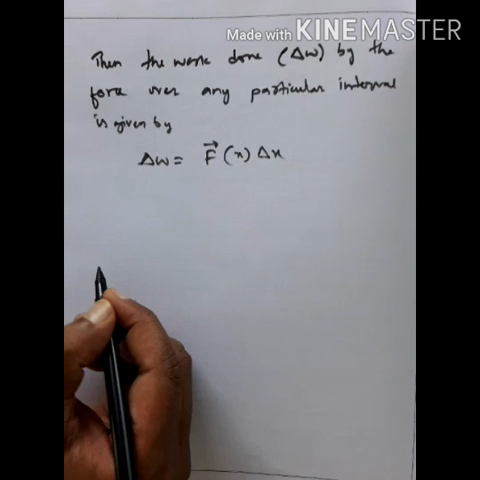 Made with KINEMASTER
Then the work done (Δw) by the
force over any particular interval
is given by
Δw = F⃗ (x) Δx